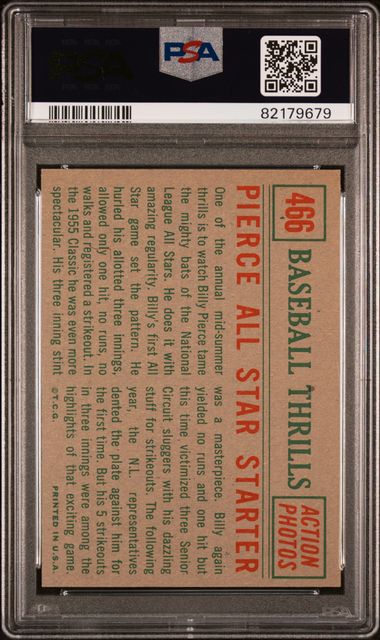 PSA
82179679
466 BASEBALL THRILLS ACTION PHOTOS
PIERCE ALL STAR STARTER
One of the annual mid-summer
thrills is to watch Billy Pierce tame
the mighty bats of the National
League All Stars. He does it with
amazing regularity. Billy's first All
Star game set the pattern. He
hurled his allotted three innings,
allowed only one hit, no runs, no
walks and registered a strikeout. In
the 1955 Classic he was even more
spectacular. His three inning stint
was a masterpiece. Billy again
yielded no runs and one hit but
this time victimized three Senior
Circuit sluggers with his dazzling
stuff for strikeouts. The following
year, the N.L. representatives
dented the plate against him for
the first time. But his 5 strikeouts
in three innings were among the
highlights of that exciting game.
© T.C.G. PRINTED IN U.S.A.